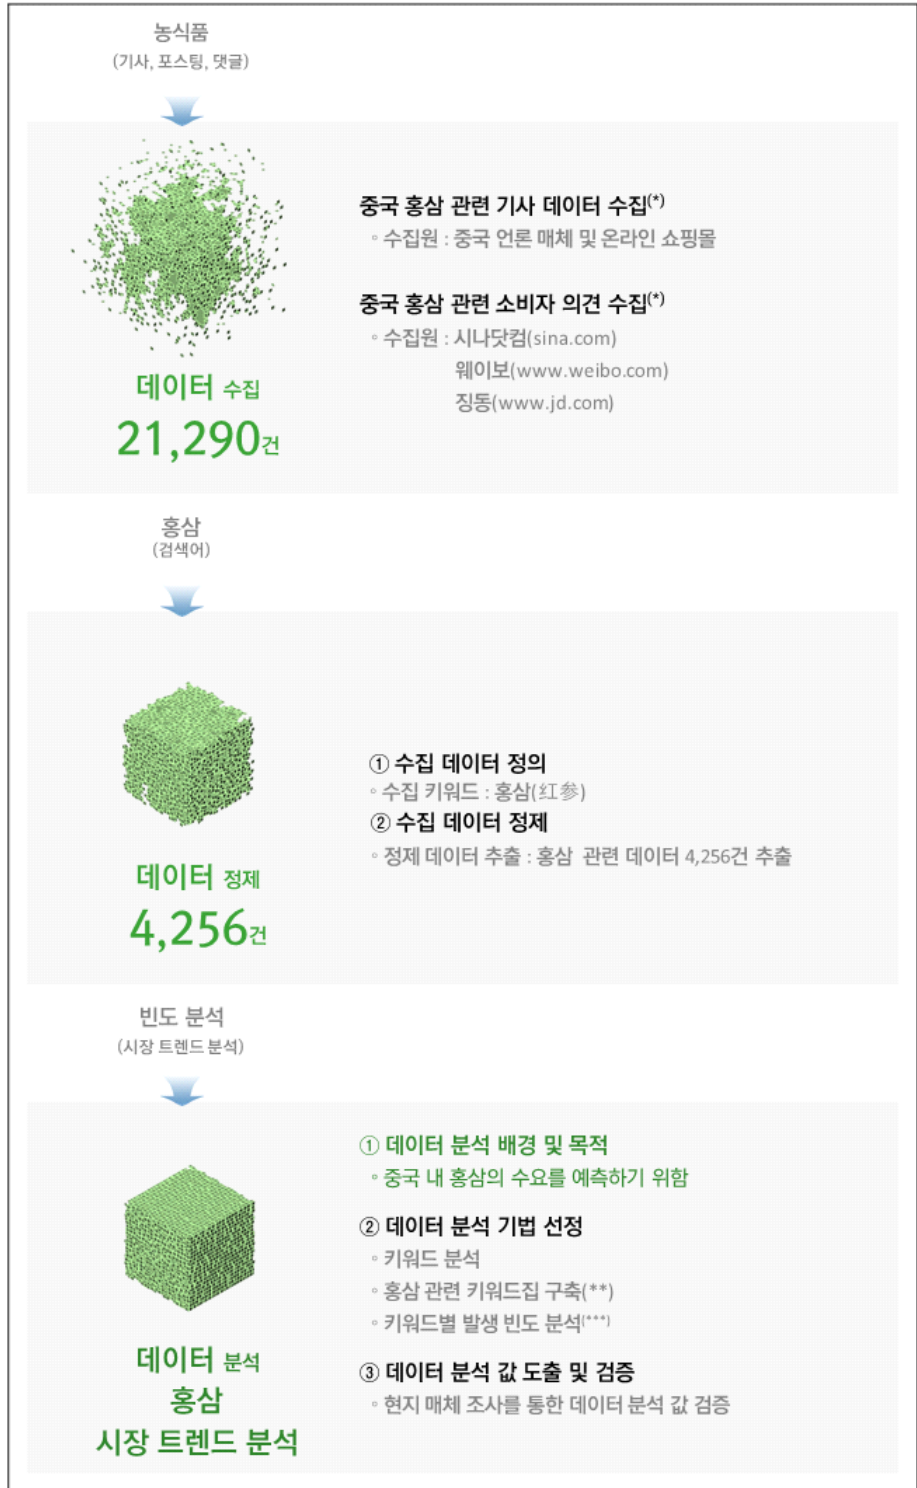 농식품
(기사, 포스팅, 댓글)
중국 홍삼 관련 기사 데이터 수집(*)
◦ 수집원 : 중국 언론 매체 및 온라인 쇼핑몰
중국 홍삼 관련 소비자 의견 수집(*)
◦ 수집원 : 시나닷컴(sina.com)
웨이보(www.weibo.com)
징동(www.jd.com)
데이터 수집
21,290건
홍삼
(검색어)
① 수집 데이터 정의
◦ 수집 키워드 : 홍삼(红参)
② 수집 데이터 정제
◦ 정제 데이터 추출 : 홍삼 관련 데이터 4,256건 추출
데이터 정제
4,256건
빈도 분석
(시장 트렌드 분석)
① 데이터 분석 배경 및 목적
◦ 중국 내 홍삼의 수요를 예측하기 위함
② 데이터 분석 기법 선정
◦ 키워드 분석
◦ 홍삼 관련 키워드집 구축(**)
◦ 키워드별 발생 빈도 분석(***)
③ 데이터 분석 값 도출 및 검증
◦ 현지 매체 조사를 통한 데이터 분석 값 검증
데이터 분석
홍삼
시장 트렌드 분석